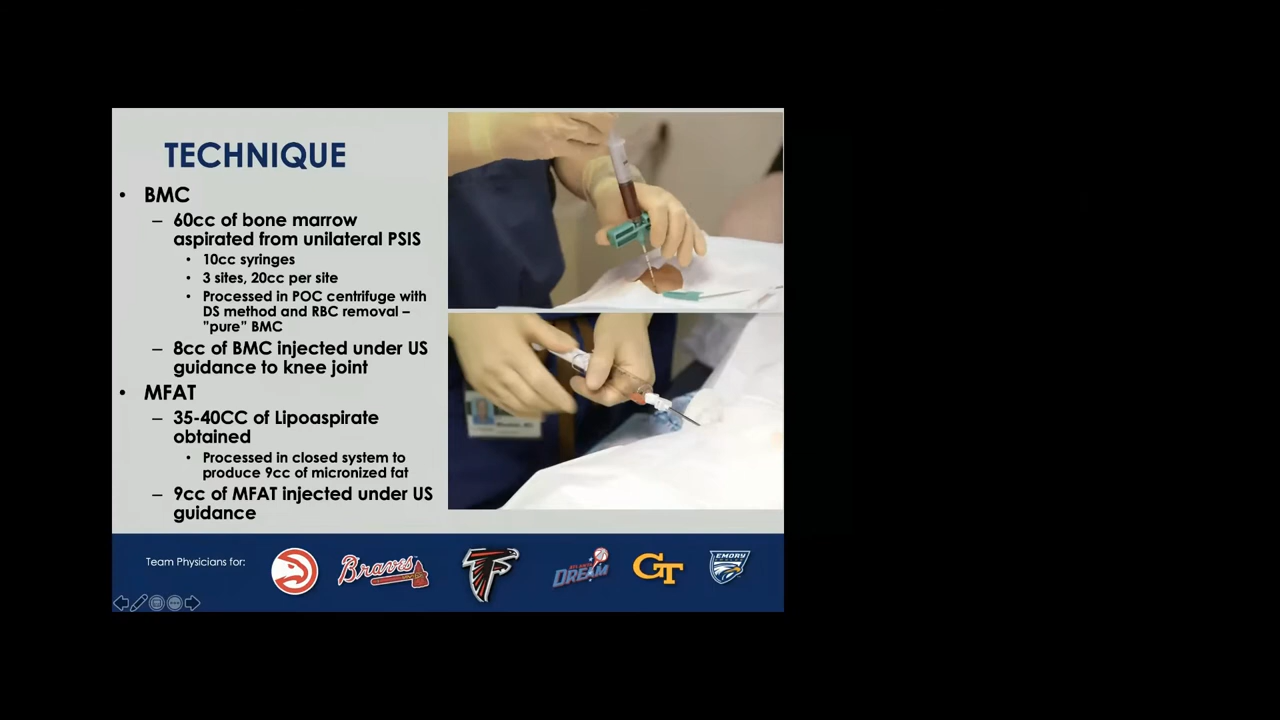 TECHNIQUE
• BMC
– 60cc of bone marrow
aspirated from unilateral PSIS
• 10cc syringes
• 3 sites, 20cc per site
• Processed in POC centrifuge with
DS method and RBC removal –
"pure" BMC
– 8cc of BMC injected under US
guidance to knee joint
• MFAT
– 35-40CC of Lipoaspirate
obtained
• Processed in closed system to
produce 9cc of micronized fat
– 9cc of MFAT injected under US
guidance
Team Physicians for:
Braves
ATLANTA
DREAM
GT
EMORY